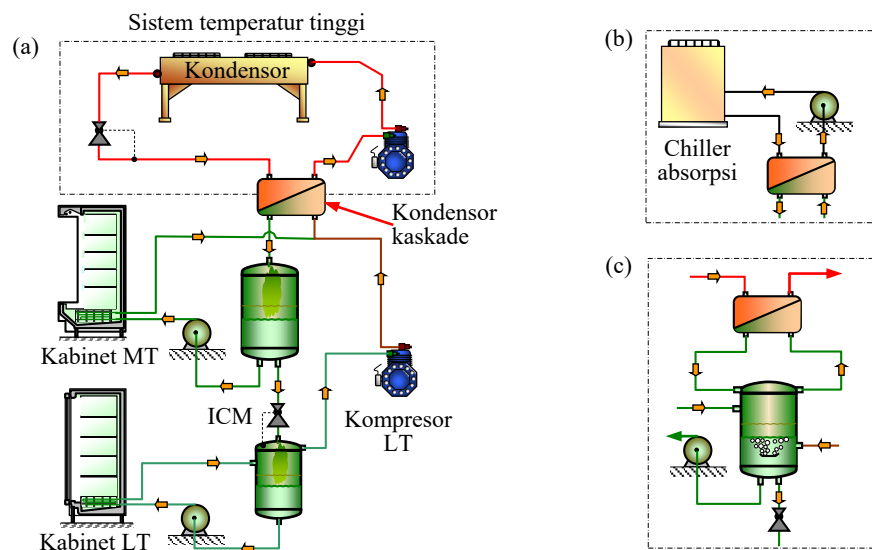 Sistem temperatur tinggi
(a)
Kondensor
Kondensor
kaskade
Kabinet MT
ICM
Kompresor
LT
Kabinet LT
(b)
Chiller
absorpsi
(c)